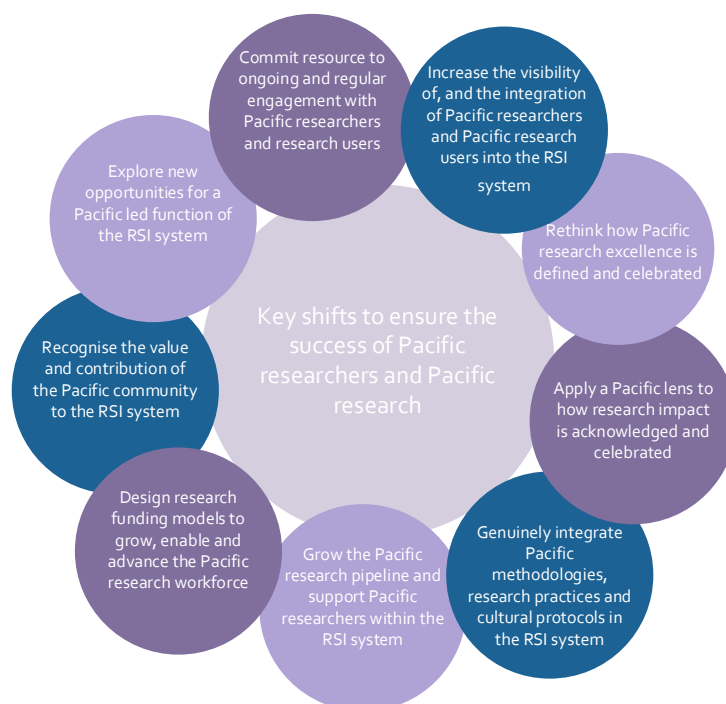 Key shifts to ensure the
success of Pacific
researchers and Pacific
research
Commit resource to
ongoing and regular
engagement with
Pacific researchers
and research users
Increase the visibility
of, and the integration
of Pacific researchers
and Pacific research
users into the RSI
system
Rethink how Pacific
research excellence is
defined and celebrated
Apply a Pacific lens to
how research impact
is acknowledged and
celebrated
Genuinely integrate
Pacific
methodologies,
research practices and
cultural protocols in
the RSI system
Grow the Pacific
research pipeline and
support Pacific
researchers within the
RSI system
Design research
funding models to
grow, enable and
advance the Pacific
research workforce
Recognise the value
and contribution of
the Pacific community
to the RSI system
Explore new
opportunities for a
Pacific led function of
the RSI system